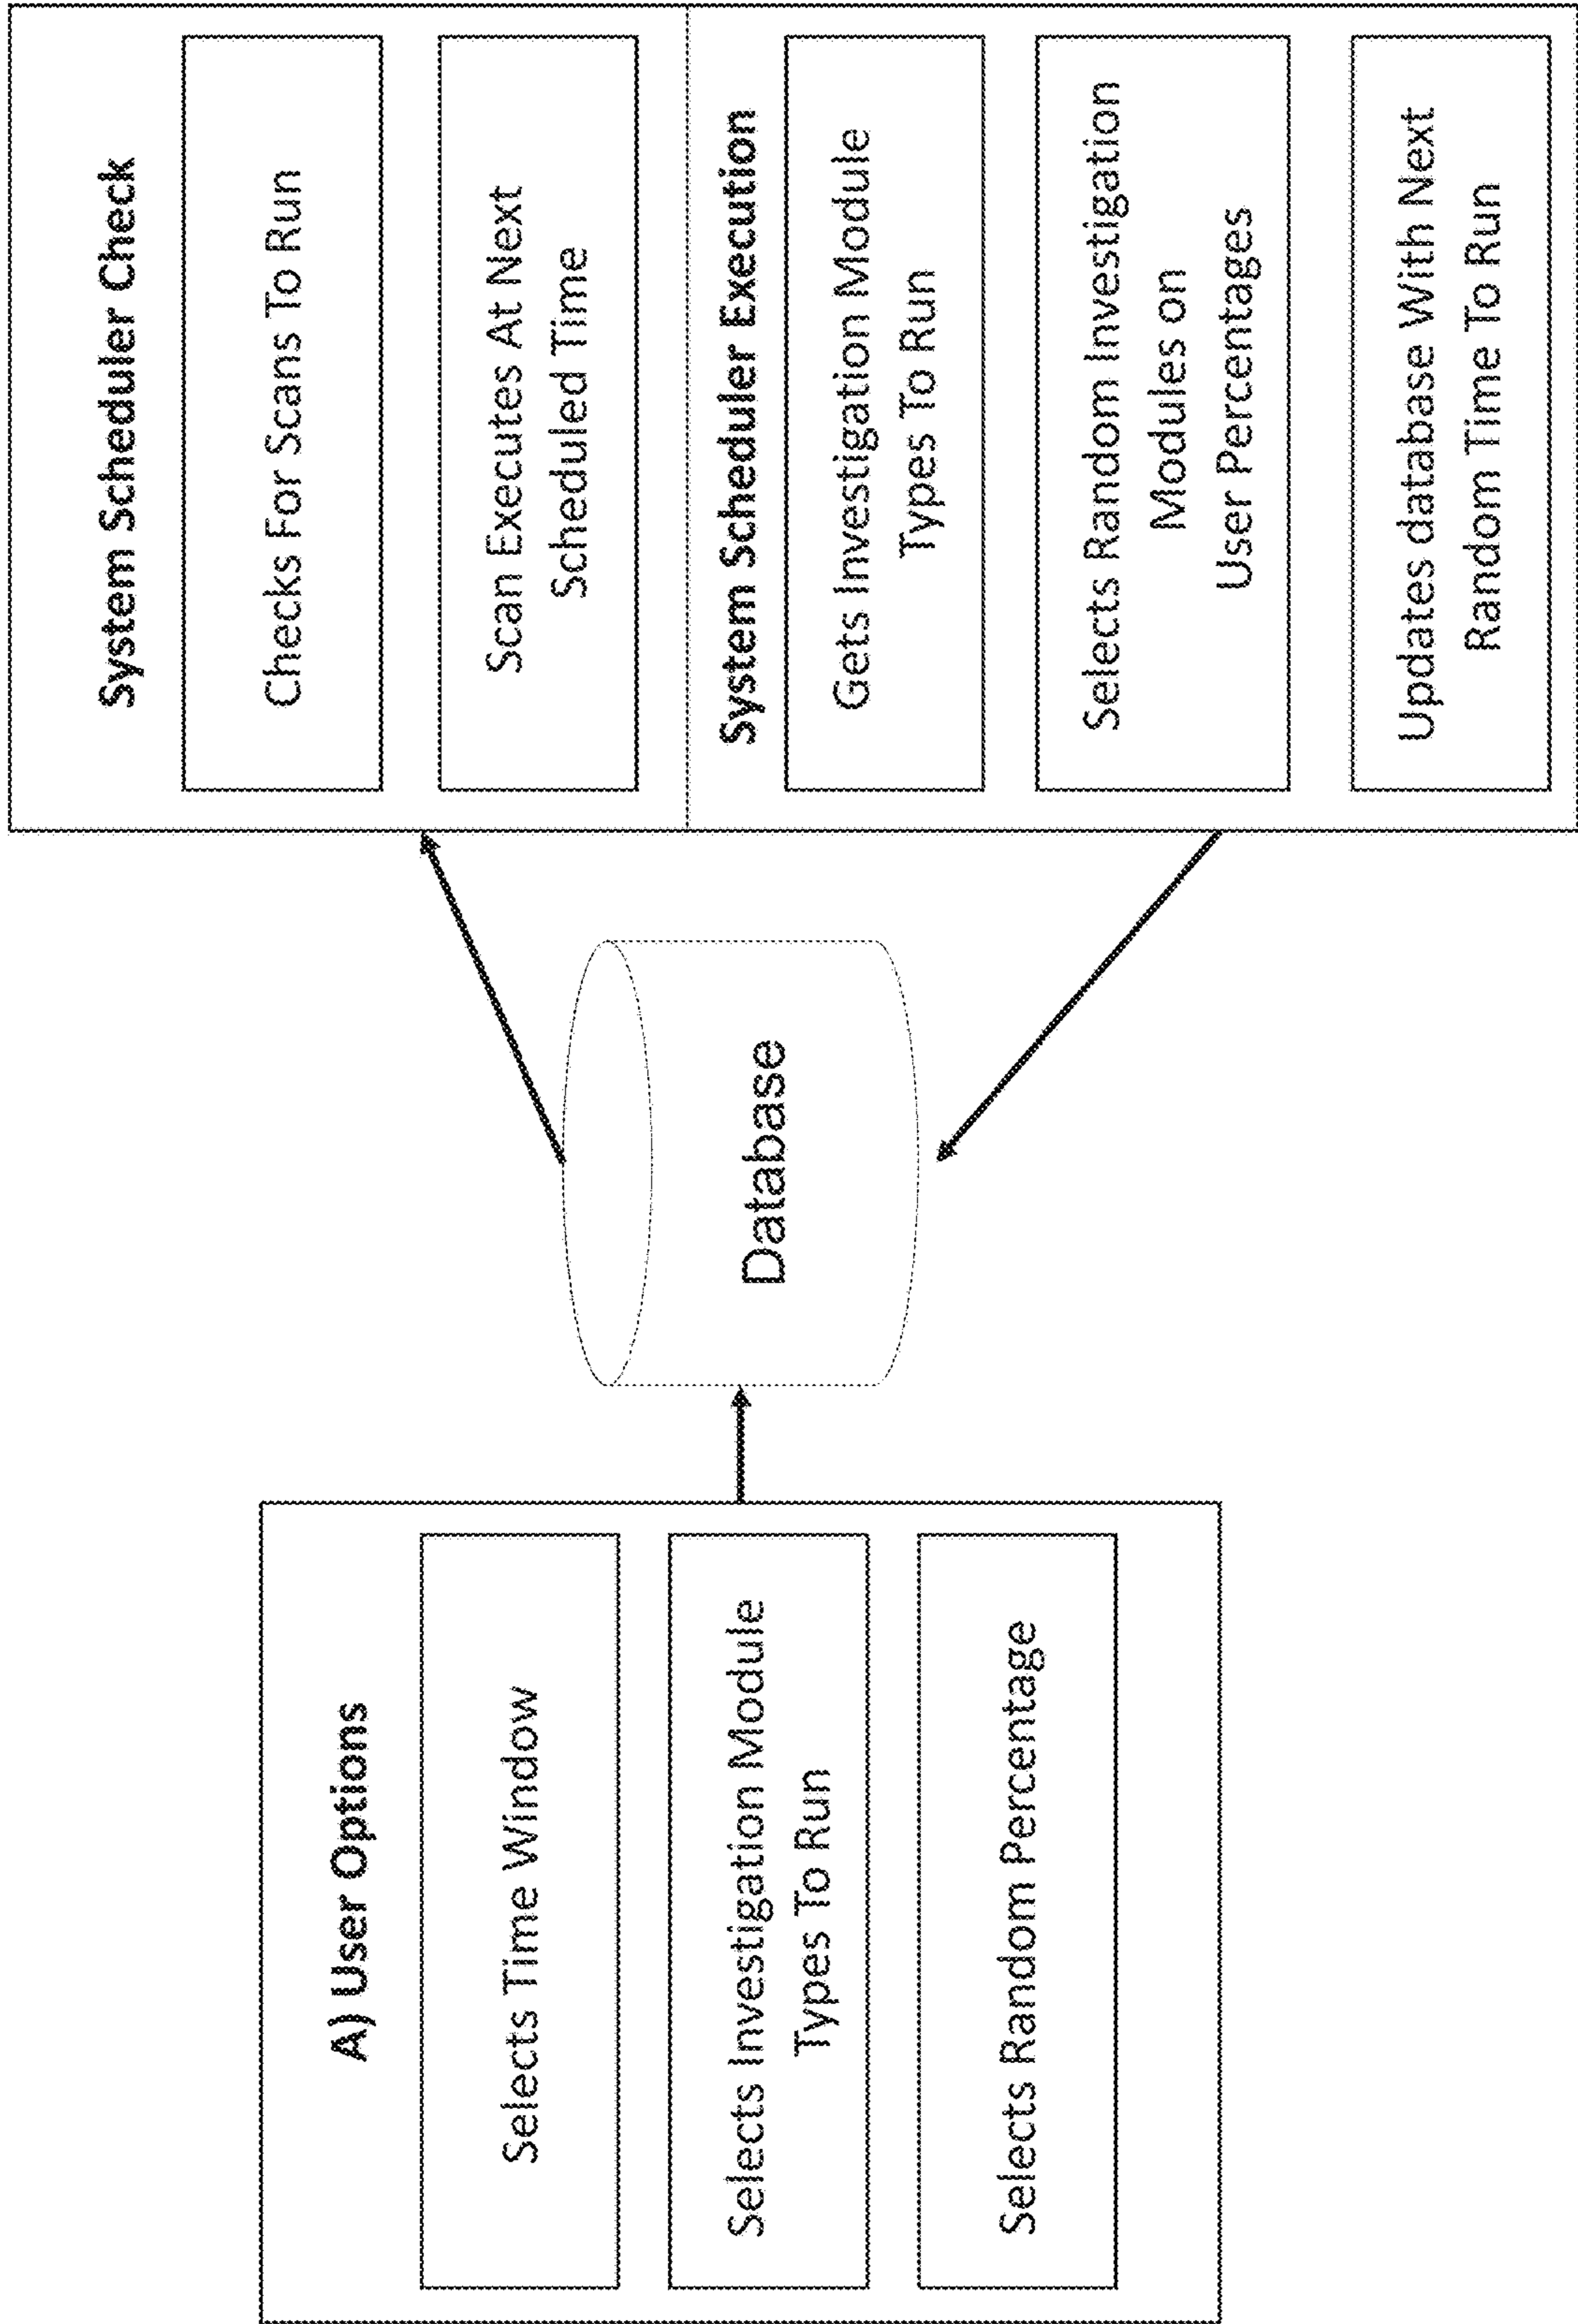 A) User Options
Selects Time Window
Selects Investigation Module
Types To Run
Selects Random Percentage
Database
System Scheduler Check
Checks For Scans To Run
Scan Executes At Next
Scheduled Time
System Scheduler Execution
Gets Investigation Module
Types To Run
Selects Random Investigation
Modules on
User Percentages
Updates database With Next
Random Time To Run